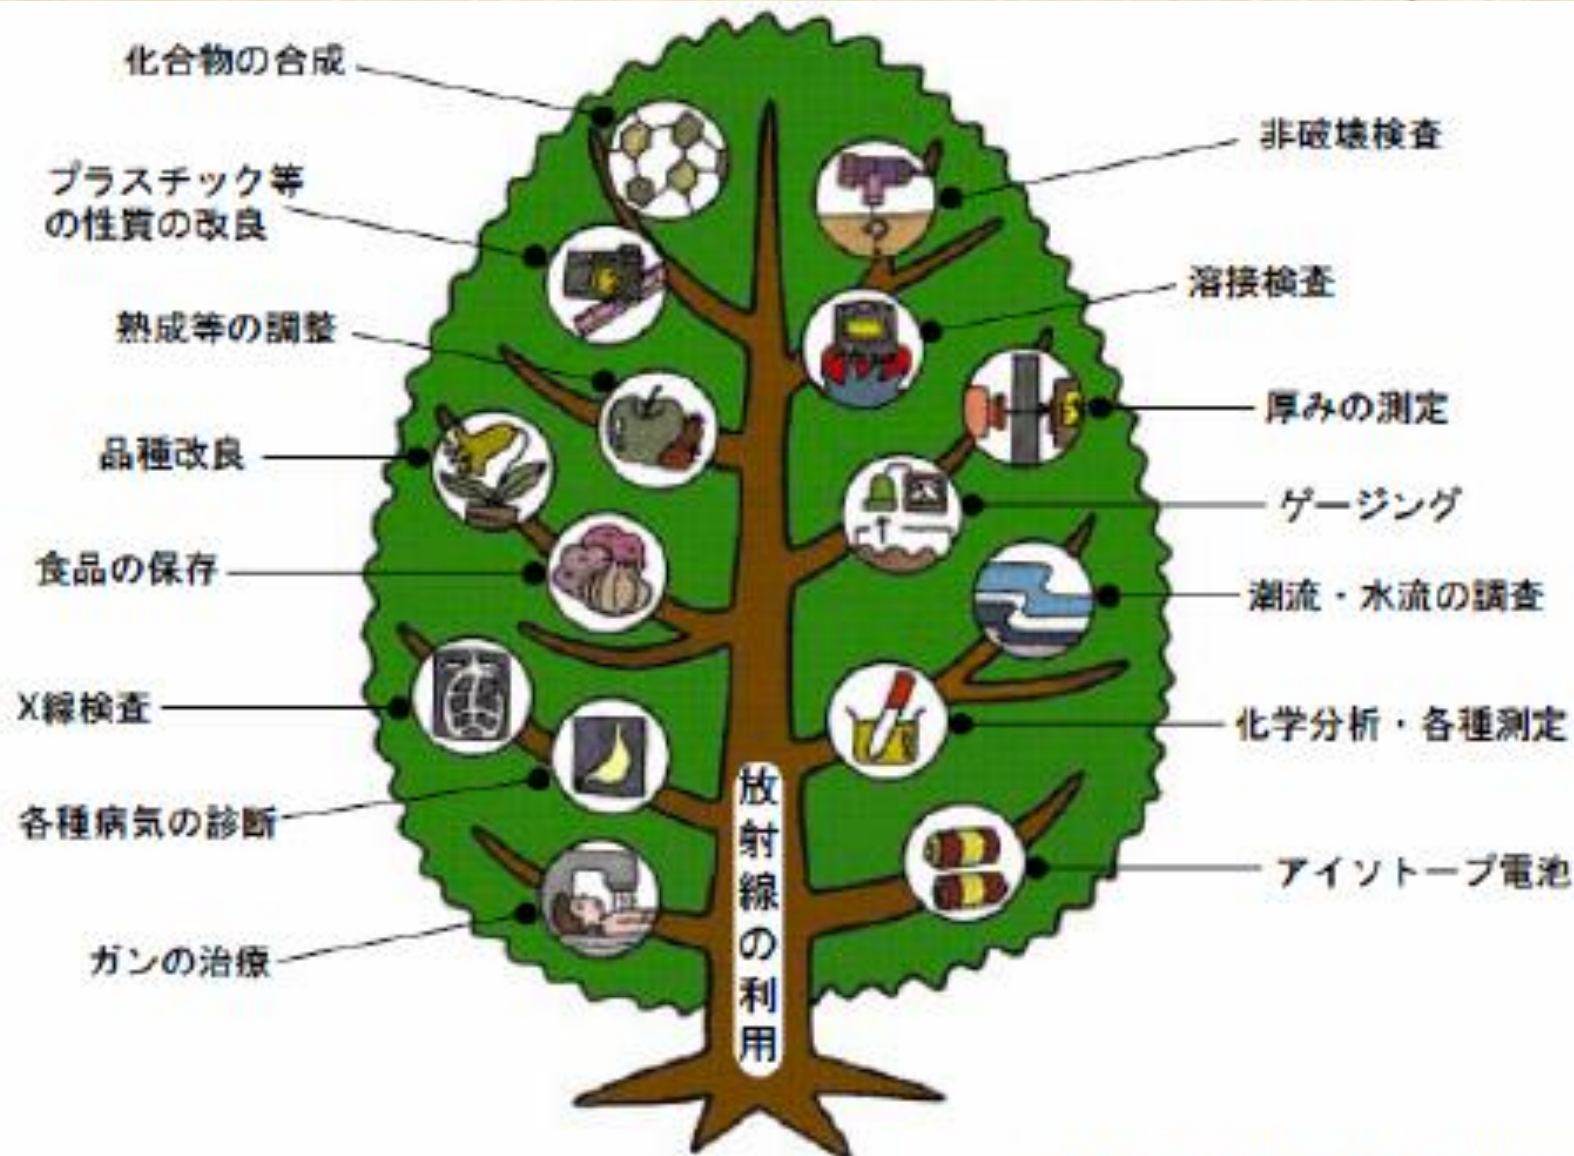 化合物の合成
プラスチック等
の性質の改良
熟成等の調整
品種改良
食品の保存
X線検査
各種病気の診断
ガンの治療
非破壊検査
溶接検査
厚みの測定
ゲージング
潮流・水流の調査
化学分析・各種測定
アイソトープ電池
放射線の利用